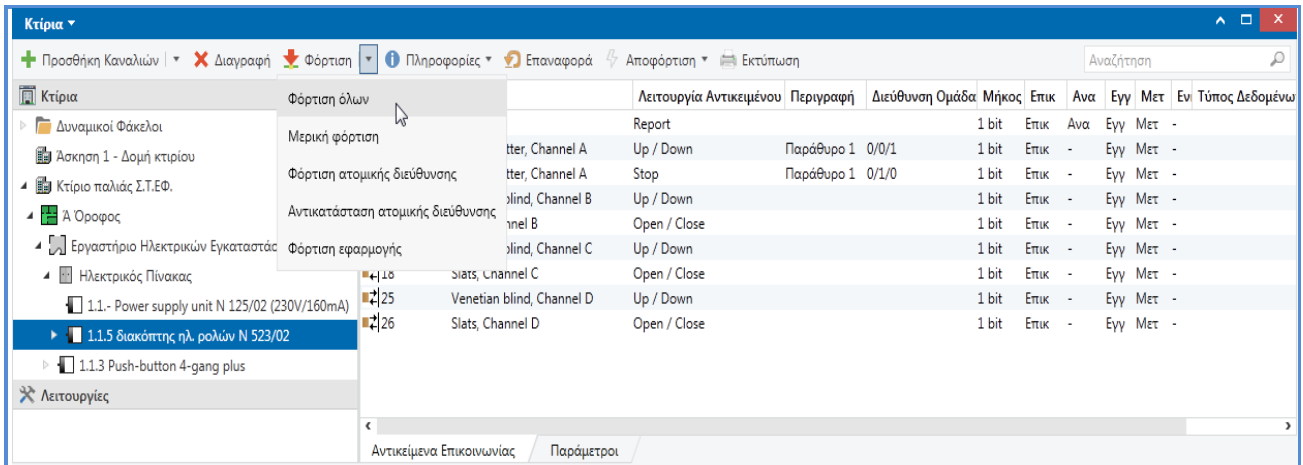 Κτίρια
Προσθήκη Καναλιών Διαγραφή Φόρτιση Πληροφορίες Επαναφορά Αποφόρτιση Εκτύπωση Αναζήτηση
Κτίρια
Δυναμικοί Φάκελοι
Άσκηση 1 - Δομή κτιρίου
Κτίριο παλιάς Σ.Τ.ΕΦ.
Ά Όροφος
Εργαστήριο Ηλεκτρικών Εγκαταστάσ
Ηλεκτρικός Πίνακας
1.1.- Power supply unit N 125/02 (230V/160mA)
1.1.5 διακόπτης ηλ. ρολών N 523/02
1.1.3 Push-button 4-gang plus
Λειτουργίες
Φόρτιση όλων
Μερική φόρτιση
Φόρτιση ατομικής διεύθυνσης
Αντικατάσταση ατομικής διεύθυνσης
Φόρτιση εφαρμογής
Λειτουργία Αντικειμένου Περιγραφή Διεύθυνση Ομάδα Μήκος Επικ Ανα Εγγ Μετ Ενι Τύπος Δεδομένω
Report 1 bit Επικ Ανα Εγγ Μετ -
tter, Channel A Up / Down Παράθυρο 1 0/0/1 1 bit Επικ - Εγγ Μετ -
tter, Channel A Stop Παράθυρο 1 0/1/0 1 bit Επικ - Εγγ Μετ -
blind, Channel B Up / Down 1 bit Επικ - Εγγ Μετ -
nnel B Open / Close 1 bit Επικ - Εγγ Μετ -
blind, Channel C Up / Down 1 bit Επικ - Εγγ Μετ -
18 Slats, Channel C Open / Close 1 bit Επικ - Εγγ Μετ -
25 Venetian blind, Channel D Up / Down 1 bit Επικ - Εγγ Μετ -
26 Slats, Channel D Open / Close 1 bit Επικ - Εγγ Μετ -
Αντικείμενα Επικοινωνίας Παράμετροι